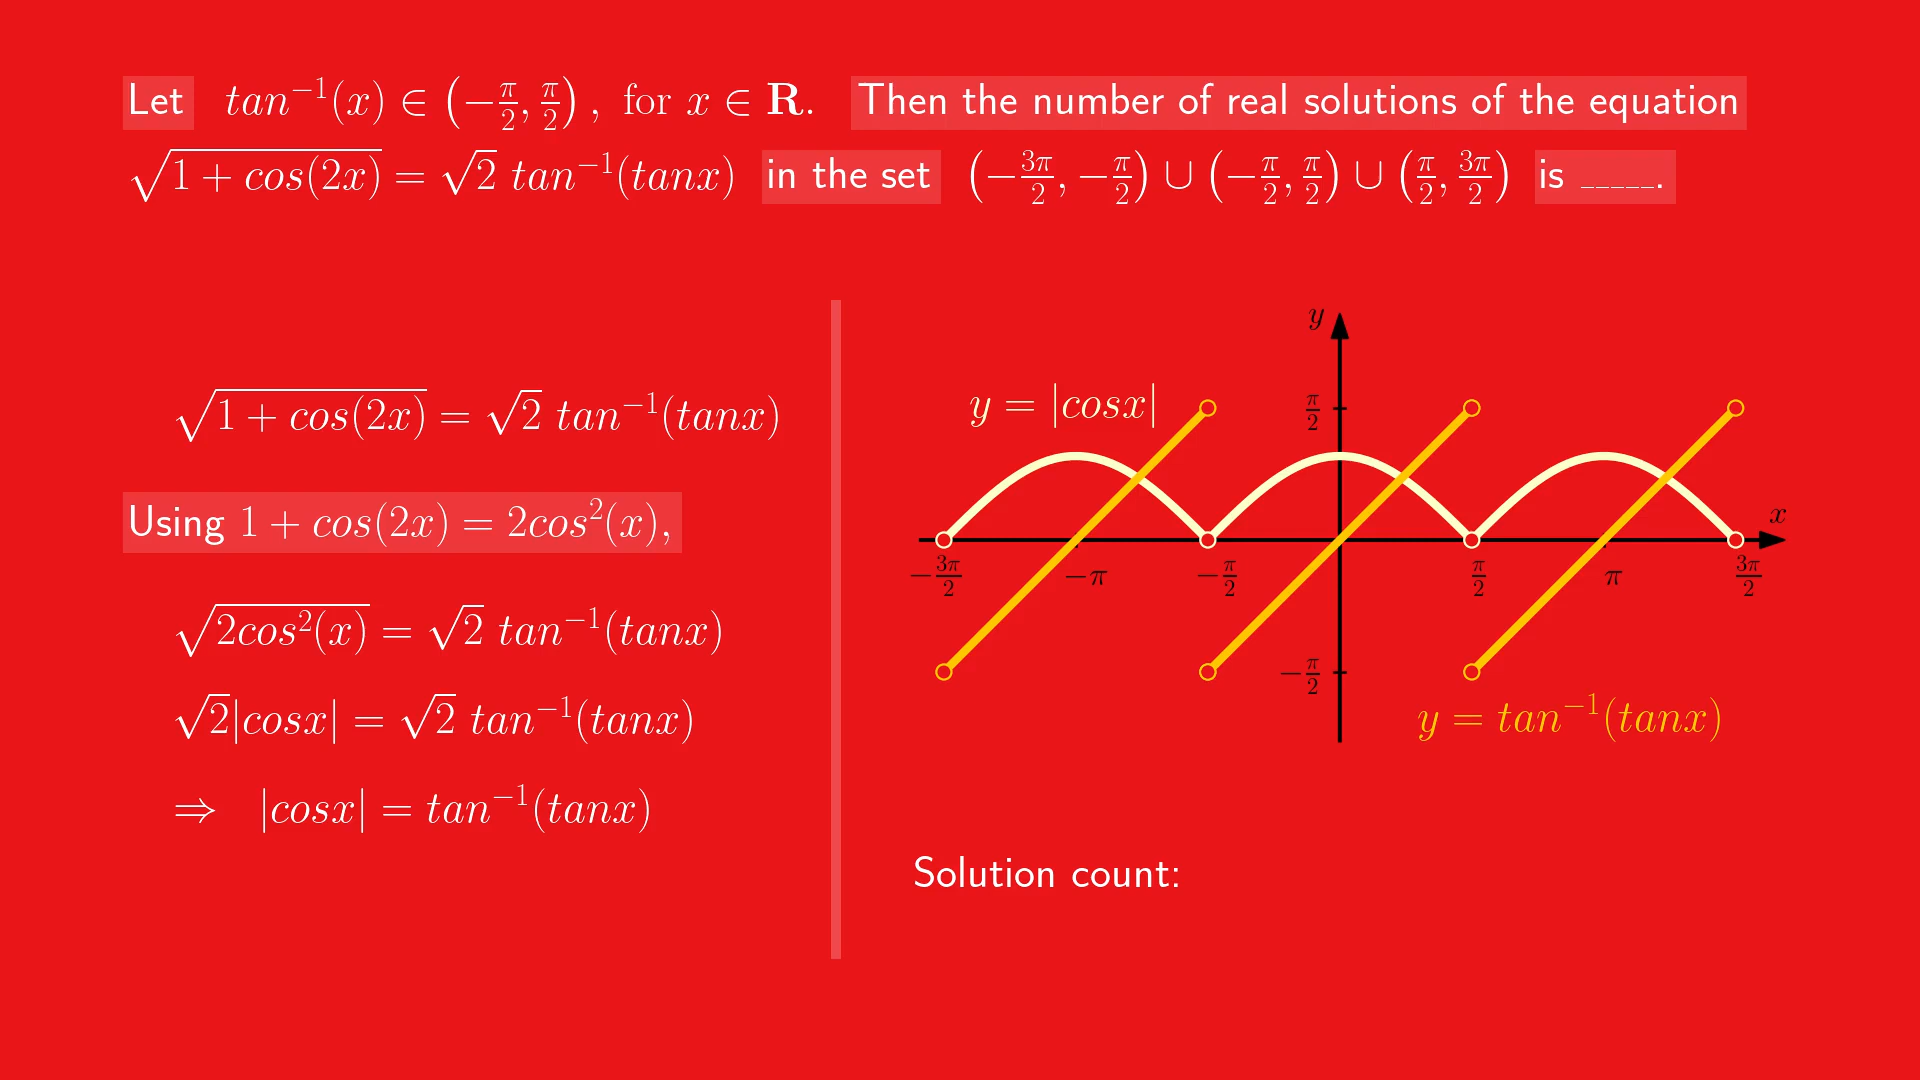 Let tan⁻¹(x) ∈ (−π/2, π/2), for x ∈ R. Then the number of real solutions of the equation
√(1 + cos(2x)) = √2 tan⁻¹(tanx) in the set (−3π/2, −π/2) ∪ (−π/2, π/2) ∪ (π/2, 3π/2) is _____.
√(1 + cos(2x)) = √2 tan⁻¹(tanx)
Using 1 + cos(2x) = 2cos²(x),
√(2cos²(x)) = √2 tan⁻¹(tanx)
√2|cosx| = √2 tan⁻¹(tanx)
⇒ |cosx| = tan⁻¹(tanx)
y
y = |cosx|
π/2
x
−3π/2 −π −π/2 π/2 π 3π/2
−π/2
y = tan⁻¹(tanx)
Solution count: